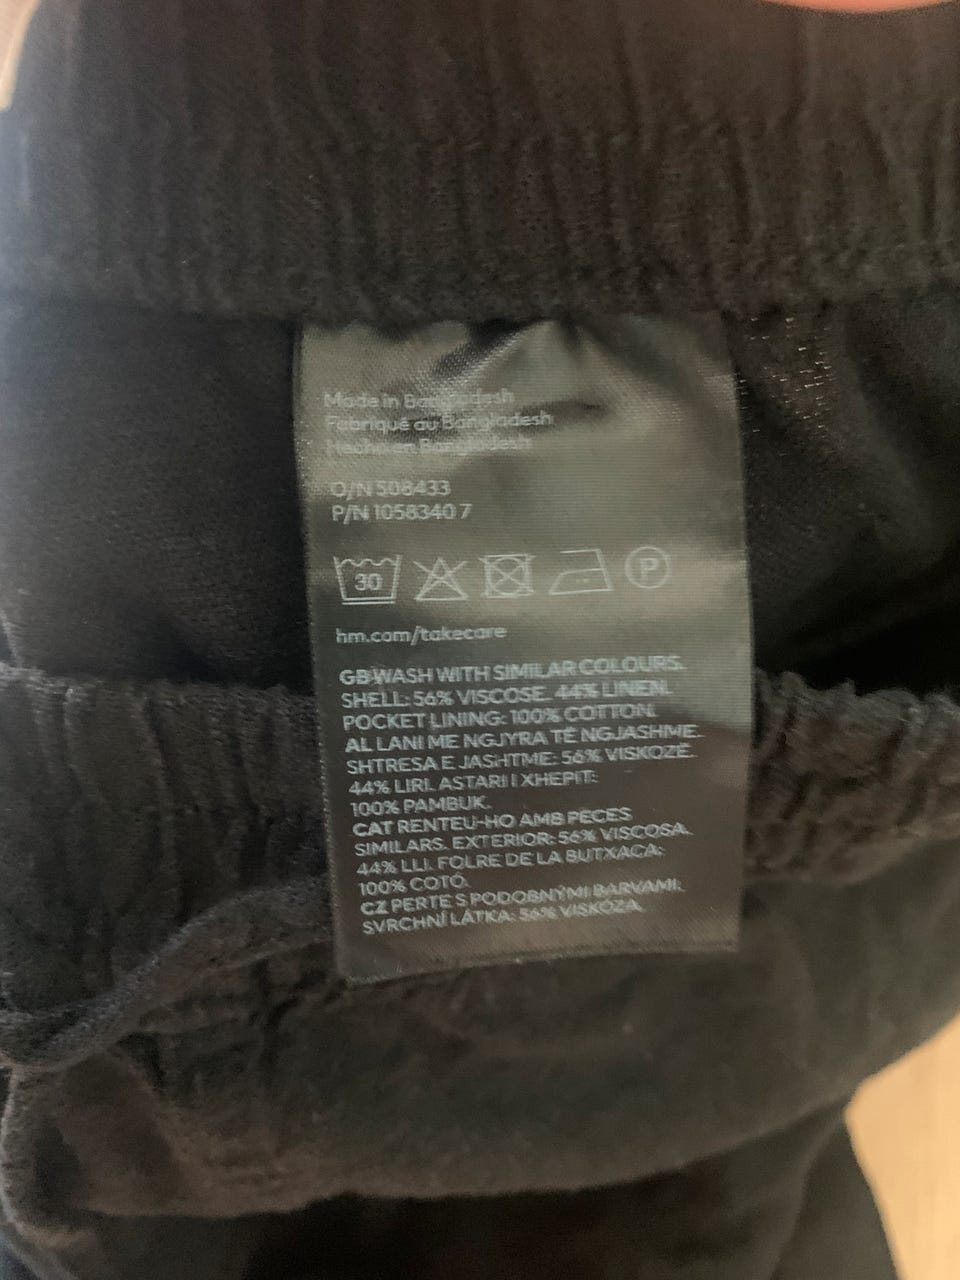 Made in Bangladesh
Fabriqué au Bangladesh
Hecho en Bangladesh
O/N 508433
P/N 1058340 7
30 P
hm.com/takecare
GB WASH WITH SIMILAR COLOURS.
SHELL: 56% VISCOSE. 44% LINEN.
POCKET LINING: 100% COTTON.
AL LANI ME NGJYRA TË NGJASHME.
SHTRESA E JASHTME: 56% VISKOZË.
44% LIRI. ASTARI I XHEPIT:
100% PAMBUK.
CAT RENTEU-HO AMB PECES
SIMILARS. EXTERIOR: 56% VISCOSA.
44% LLI. FOLRE DE LA BUTXACA:
100% COTÓ.
CZ PERTE S PODOBNÝMI BARVAMI.
SVRCHNÍ LÁTKA: 56% VISKÓZA.